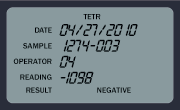 TETR
DATE 04/27/2010
SAMPLE 1274-003
OPERATOR 04
READING -1098
RESULT NEGATIVE